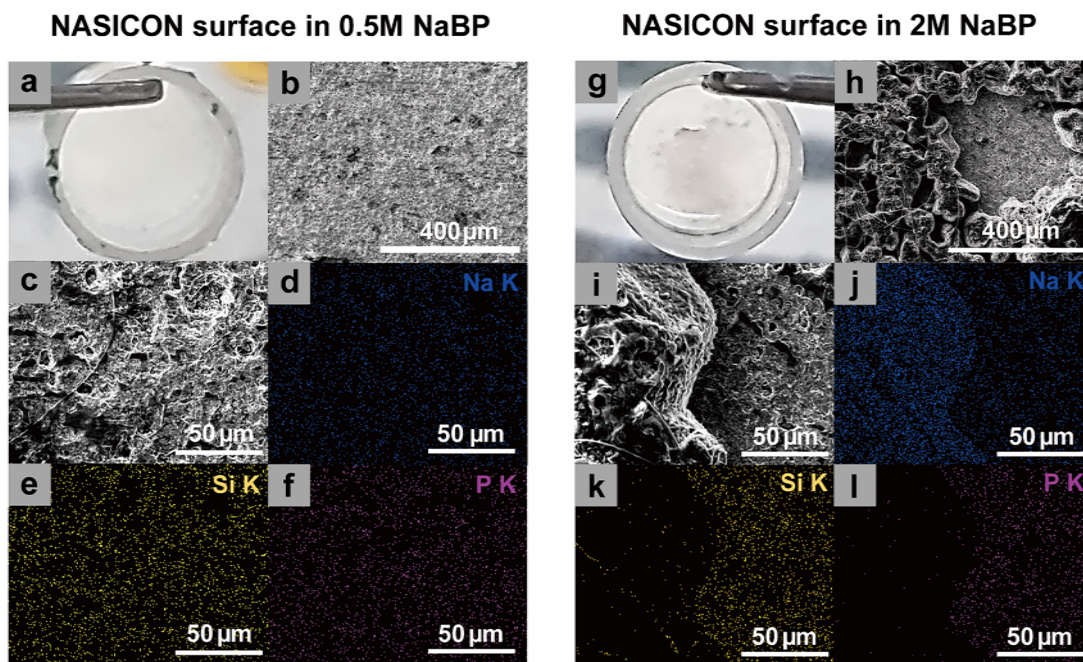 NASICON surface in 0.5M NaBP
NASICON surface in 2M NaBP
a
b
400 µm
c
50 µm
d
Na K
50 µm
e
Si K
50 µm
f
P K
50 µm
g
h
400 µm
i
50 µm
j
Na K
50 µm
k
Si K
50 µm
l
P K
50 µm